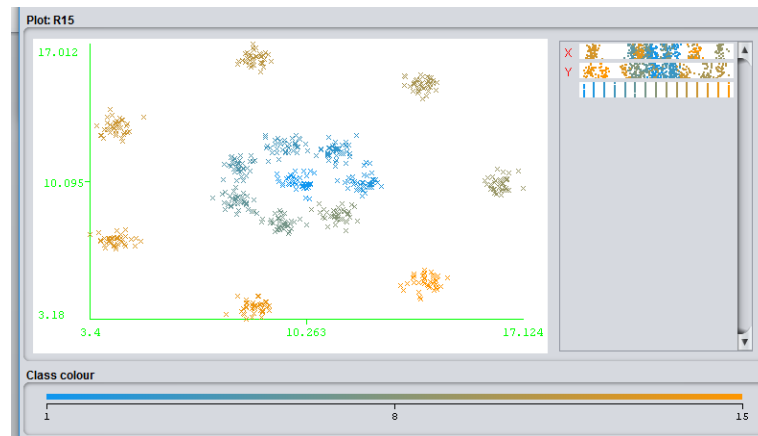 Plot: R15
17.012
X
Y
10.095
3.18
3.4 10.263 17.124
Class colour
1 8 15